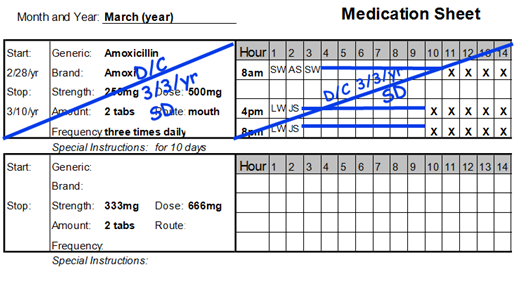 Month and Year: March (year) Medication Sheet
Start: Generic: Amoxicillin Hour 1 2 3 4 5 6 7 8 9 10 11 12 13 14
2/28/yr Brand: Amoxil 8am SW AS SW X X X X
D/C D/C 3/3/yr
Stop: Strength: 250mg Dose: 500mg
3/3/yr SD
3/10/yr Amount: 2 tabs Route: mouth 4pm LW JS X X X X X
SD
Frequency three times daily 8pm LW JS X X X X X
Special Instructions: for 10 days
Start: Generic: Hour 1 2 3 4 5 6 7 8 9 10 11 12 13 14
Brand:
Stop: Strength: 333mg Dose: 666mg
Amount: 2 tabs Route:
Frequency:
Special Instructions: